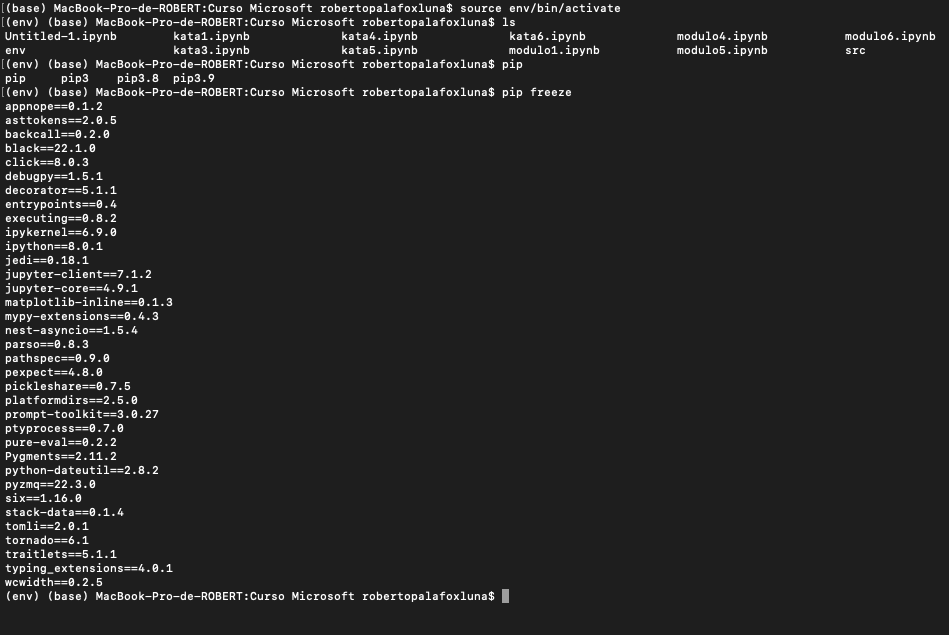 [(base) MacBook-Pro-de-ROBERT:Curso Microsoft robertopalafoxluna$ source env/bin/activate
[(env) (base) MacBook-Pro-de-ROBERT:Curso Microsoft robertopalafoxluna$ ls
Untitled-1.ipynb kata1.ipynb kata4.ipynb kata6.ipynb modulo4.ipynb modulo6.ipynb
env kata3.ipynb kata5.ipynb modulo1.ipynb modulo5.ipynb src
[(env) (base) MacBook-Pro-de-ROBERT:Curso Microsoft robertopalafoxluna$ pip
pip pip3 pip3.8 pip3.9
[(env) (base) MacBook-Pro-de-ROBERT:Curso Microsoft robertopalafoxluna$ pip freeze
appnope==0.1.2
asttokens==2.0.5
backcall==0.2.0
black==22.1.0
click==8.0.3
debugpy==1.5.1
decorator==5.1.1
entrypoints==0.4
executing==0.8.2
ipykernel==6.9.0
ipython==8.0.1
jedi==0.18.1
jupyter-client==7.1.2
jupyter-core==4.9.1
matplotlib-inline==0.1.3
mypy-extensions==0.4.3
nest-asyncio==1.5.4
parso==0.8.3
pathspec==0.9.0
pexpect==4.8.0
pickleshare==0.7.5
platformdirs==2.5.0
prompt-toolkit==3.0.27
ptyprocess==0.7.0
pure-eval==0.2.2
Pygments==2.11.2
python-dateutil==2.8.2
pyzmq==22.3.0
six==1.16.0
stack-data==0.1.4
tomli==2.0.1
tornado==6.1
traitlets==5.1.1
typing_extensions==4.0.1
wcwidth==0.2.5
(env) (base) MacBook-Pro-de-ROBERT:Curso Microsoft robertopalafoxluna$